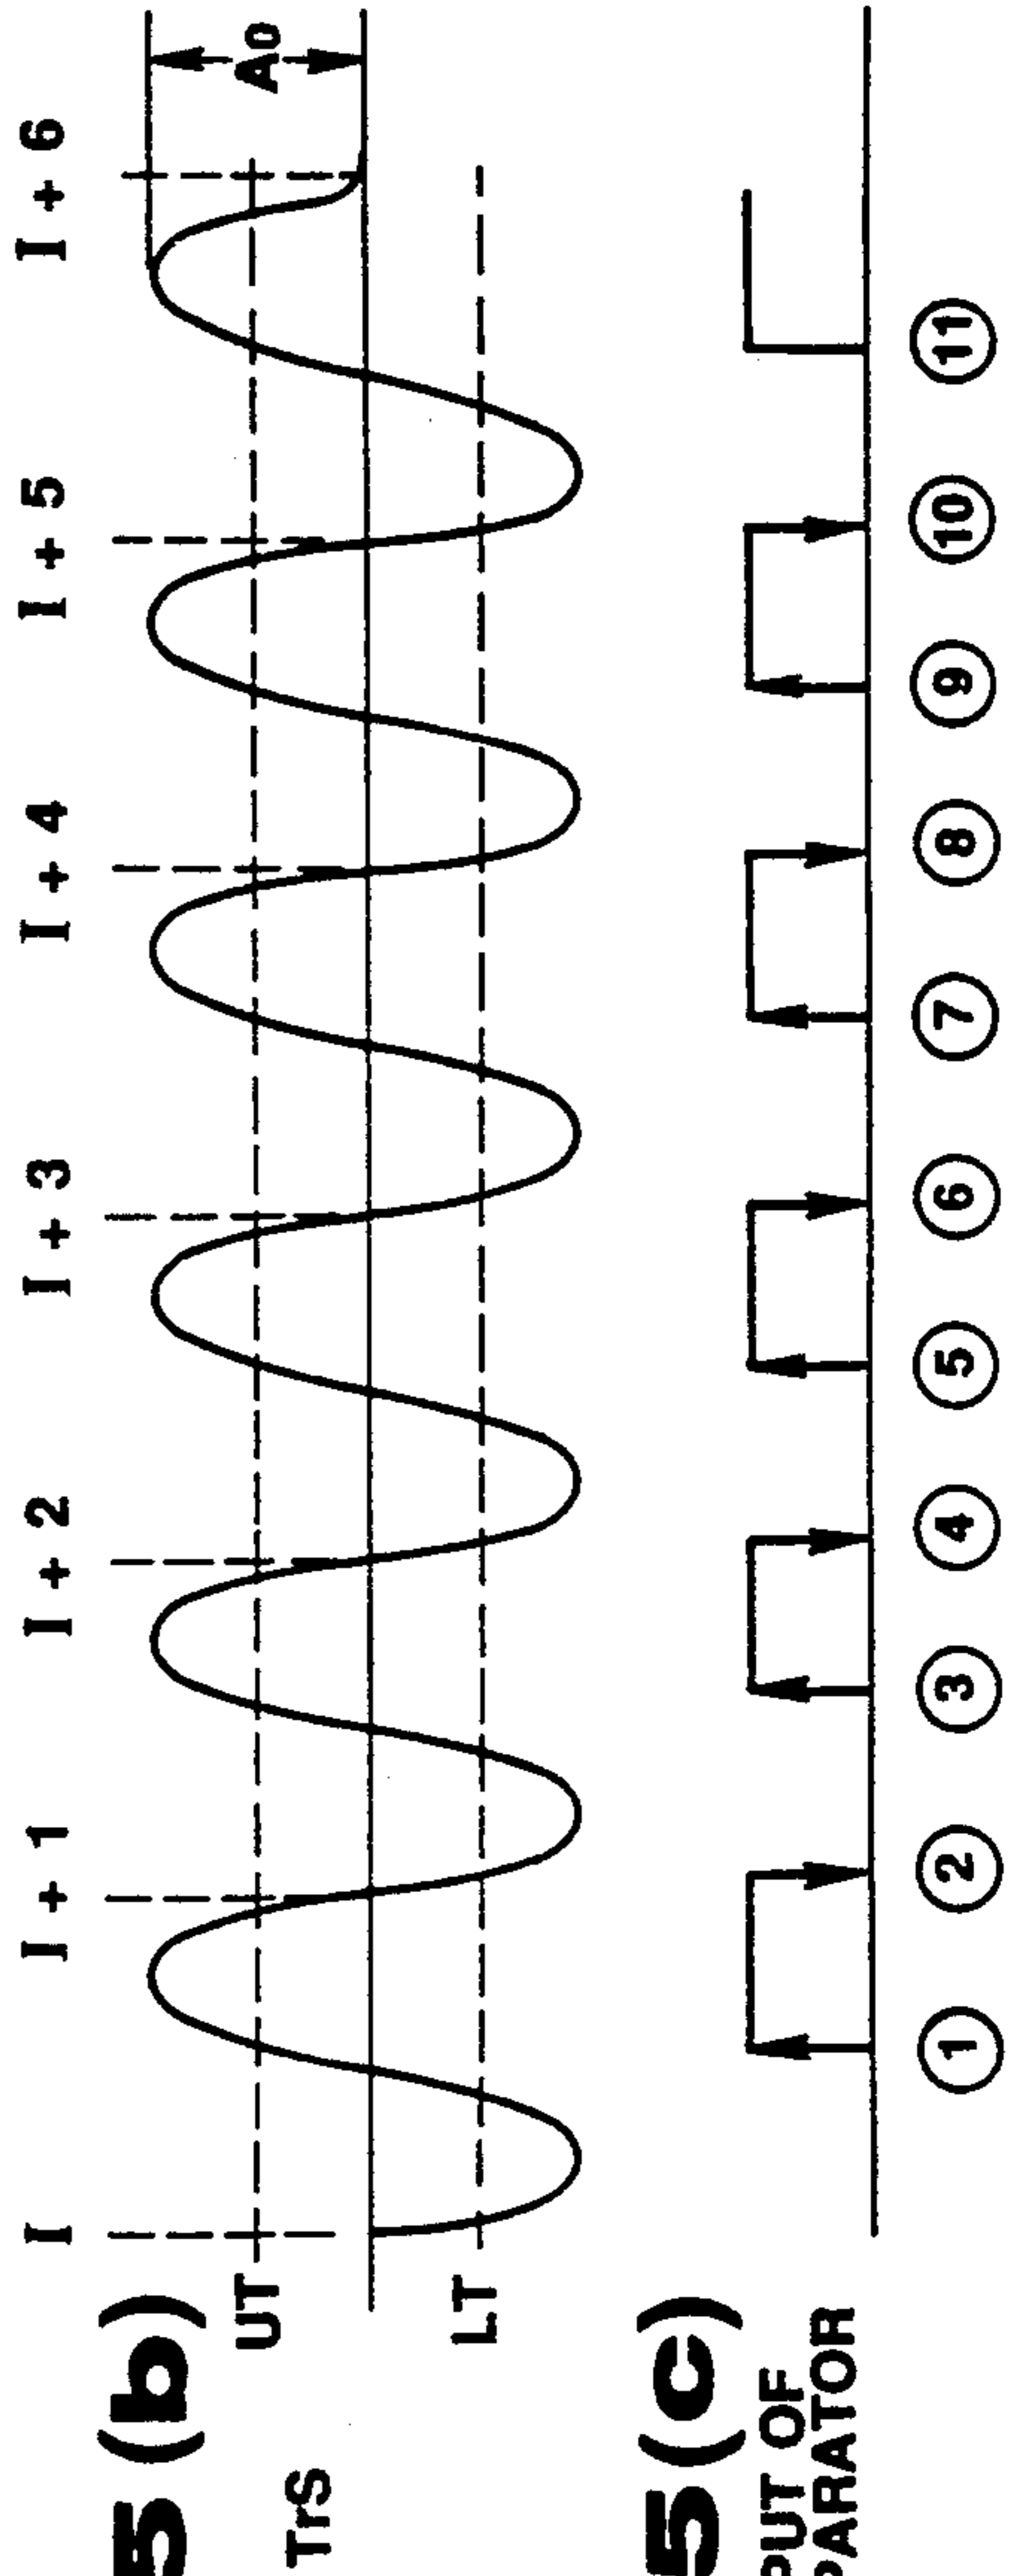 I I + 1 I + 2 I + 3 I + 4 I + 5 I + 6
5 (b)
UT
A0
TrS
LT
5 (c)
PUT OF
PARATOR
1 2 3 4 5 6 7 8 9 10 11